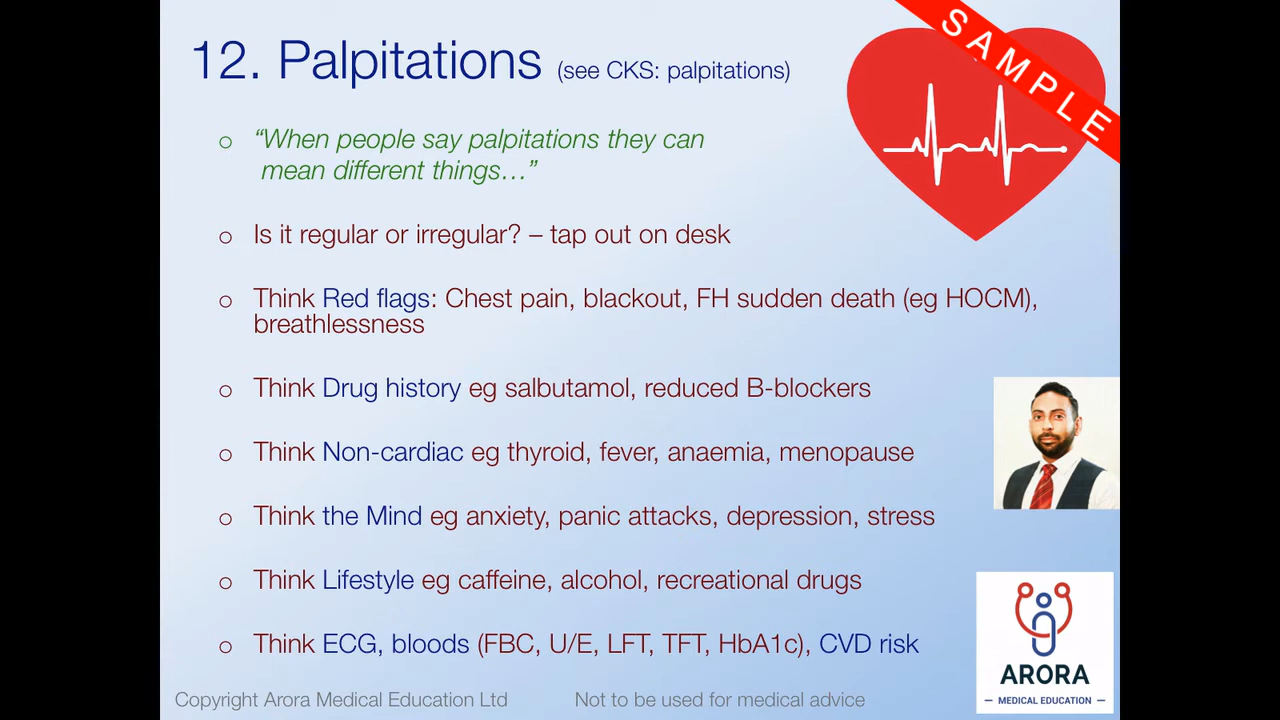 12. Palpitations (see CKS: palpitations)
SAMPLE
o “When people say palpitations they can
mean different things…”
o Is it regular or irregular? – tap out on desk
o Think Red flags: Chest pain, blackout, FH sudden death (eg HOCM),
breathlessness
o Think Drug history eg salbutamol, reduced B-blockers
o Think Non-cardiac eg thyroid, fever, anaemia, menopause
o Think the Mind eg anxiety, panic attacks, depression, stress
o Think Lifestyle eg caffeine, alcohol, recreational drugs
o Think ECG, bloods (FBC, U/E, LFT, TFT, HbA1c), CVD risk
ARORA
– MEDICAL EDUCATION –
Copyright Arora Medical Education Ltd Not to be used for medical advice